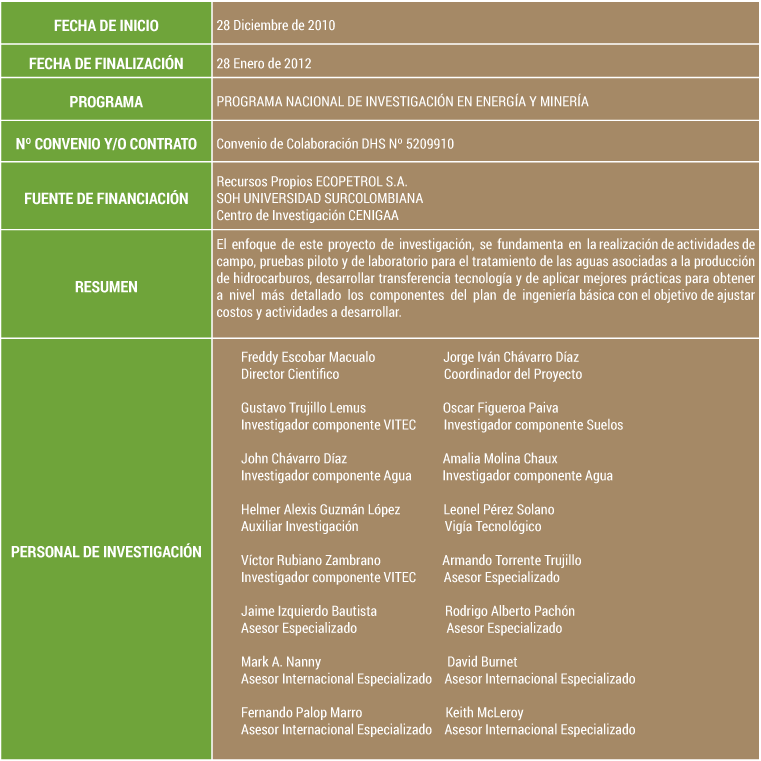 FECHA DE INICIO
28 Diciembre de 2010
FECHA DE FINALIZACIÓN
28 Enero de 2012
PROGRAMA
PROGRAMA NACIONAL DE INVESTIGACIÓN EN ENERGÍA Y MINERÍA
Nº CONVENIO Y/O CONTRATO
Convenio de Colaboración DHS Nº 5209910
FUENTE DE FINANCIACIÓN
Recursos Propios ECOPETROL S.A.
SOH UNIVERSIDAD SURCOLOMBIANA
Centro de Investigación CENIGAA
RESUMEN
El enfoque de este proyecto de investigación, se fundamenta en la realización de actividades de
campo, pruebas piloto y de laboratorio para el tratamiento de las aguas asociadas a la producción
de hidrocarburos, desarrollar transferencia tecnología y de aplicar mejores prácticas para obtener
a nivel más detallado los componentes del plan de ingeniería básica con el objetivo de ajustar
costos y actividades a desarrollar.
PERSONAL DE INVESTIGACIÓN
Freddy Escobar Macualo
Director Cientifico
Jorge Iván Chávarro Díaz
Coordinador del Proyecto
Gustavo Trujillo Lemus
Investigador componente VITEC
Oscar Figueroa Paiva
Investigador componente Suelos
John Chávarro Díaz
Investigador componente Agua
Amalia Molina Chaux
Investigador componente Agua
Helmer Alexis Guzmán López
Auxiliar Investigación
Leonel Pérez Solano
Vigía Tecnológico
Víctor Rubiano Zambrano
Investigador componente VITEC
Armando Torrente Trujillo
Asesor Especializado
Jaime Izquierdo Bautista
Asesor Especializado
Rodrigo Alberto Pachón
Asesor Especializado
Mark A. Nanny
Asesor Internacional Especializado
David Burnet
Asesor Internacional Especializado
Fernando Palop Marro
Asesor Internacional Especializado
Keith McLeroy
Asesor Internacional Especializado